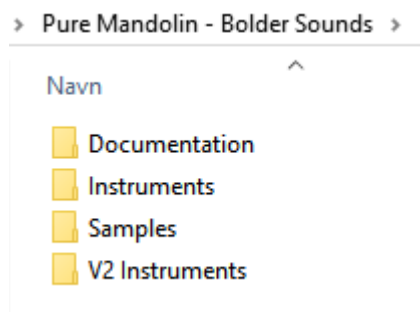 Pure Mandolin - Bolder Sounds
Navn
Documentation
Instruments
Samples
V2 Instruments